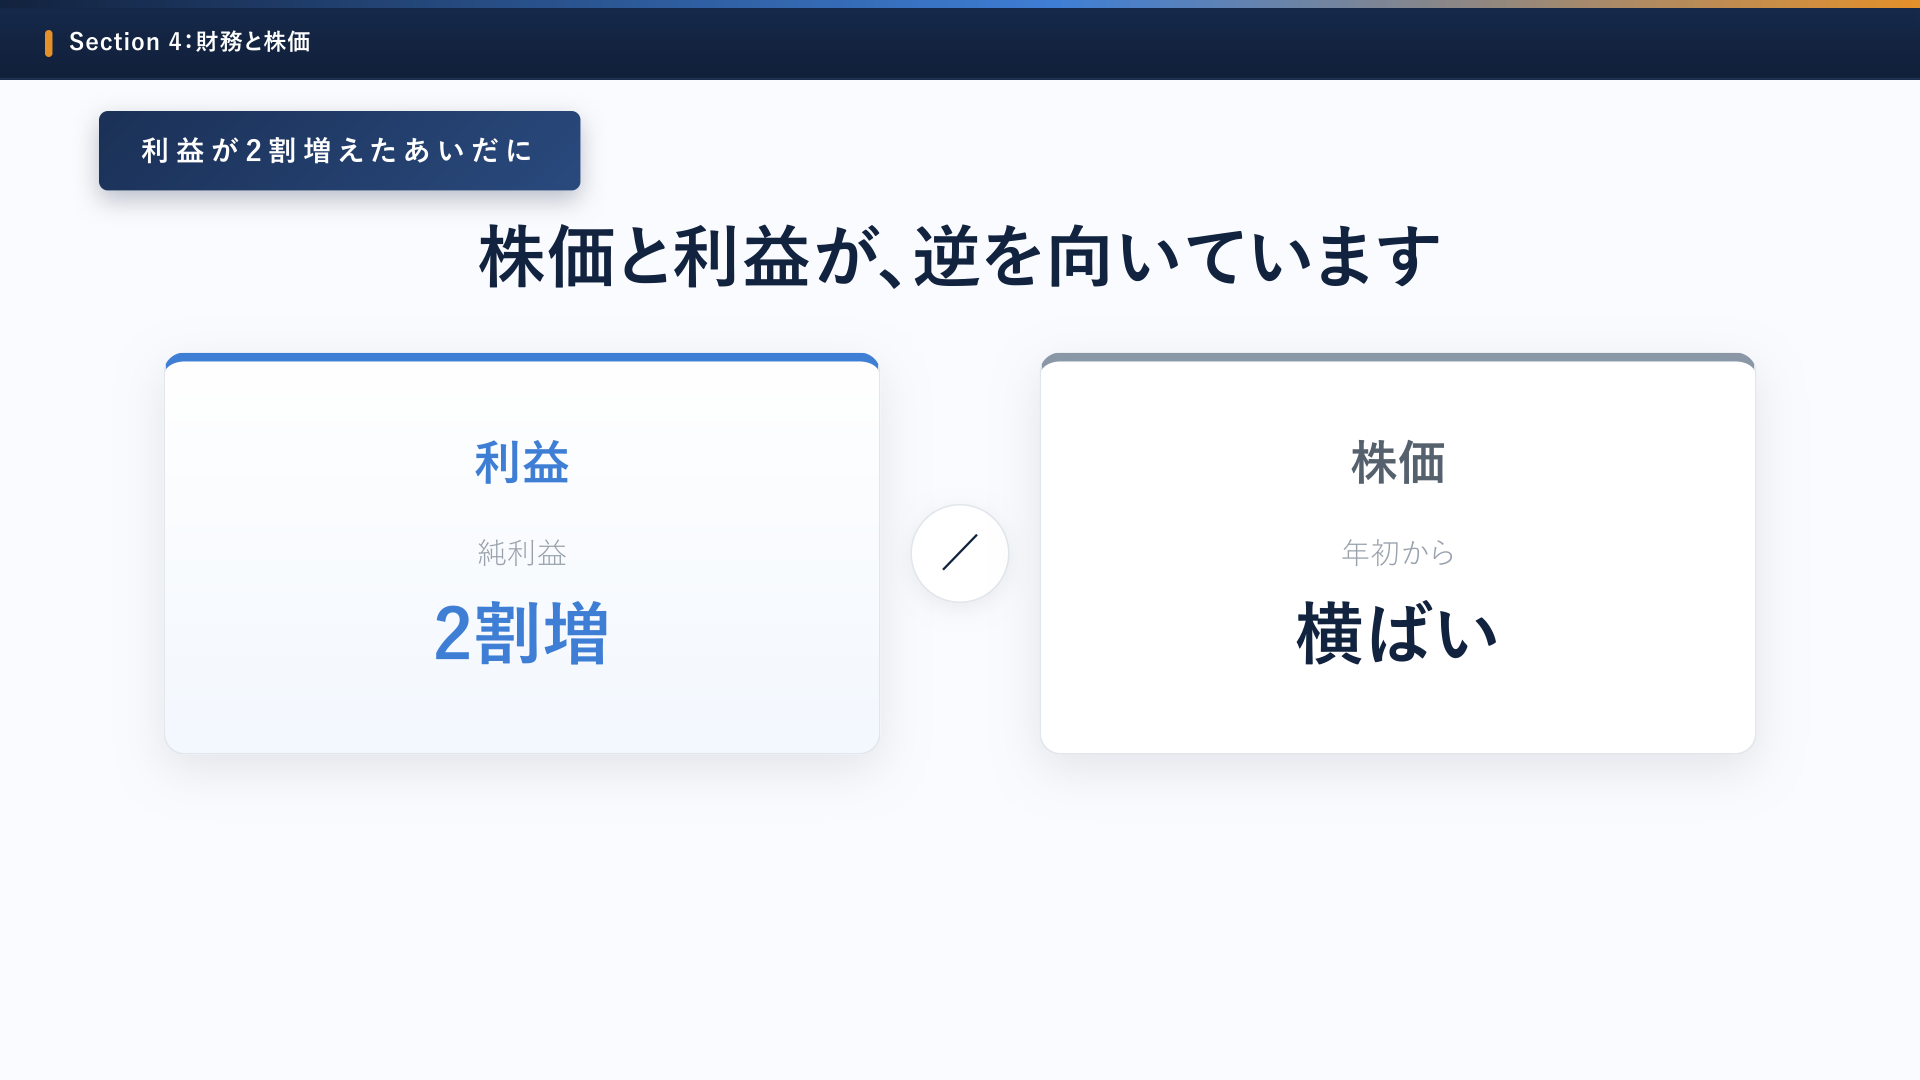 Section 4：財務と株価
利益が2割増えたあいだに
株価と利益が、逆を向いています
利益
純利益
2割増
／
株価
年初から
横ばい